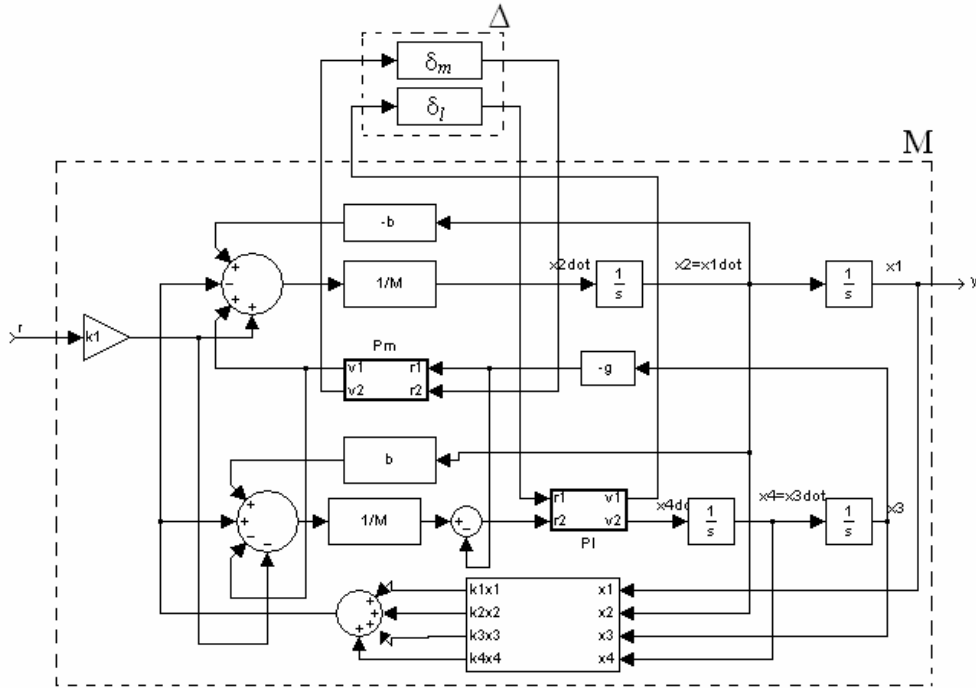 Δ
δm
δl
M
-b
x2dot
x2=x1dot
x1
+
-
+
+
1/M
1
s
1
s
y
r
k1
Pm
v1 r1
v2 r2
-g
b
x4=x3dot
+
+
-
-
1/M
+
-
r1 v1
r2 v2
Pl
x4do
1
s
1
s
x3
+
+
+
+
k1x1 x1
k2x2 x2
k3x3 x3
k4x4 x4